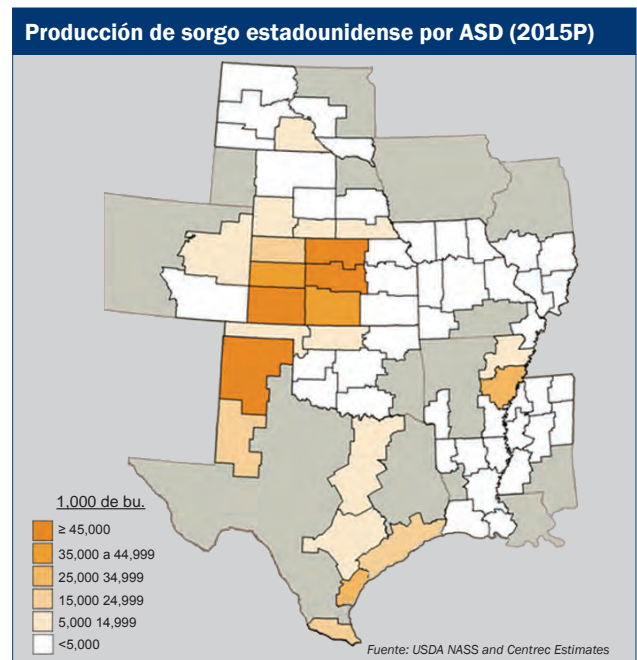 Producción de sorgo estadounidense por ASD (2015P)
1,000 de bu.
≥ 45,000
35,000 a 44,999
25,000 34,999
15,000 24,999
5,000 14,999
<5,000
Fuente: USDA NASS and Centrec Estimates